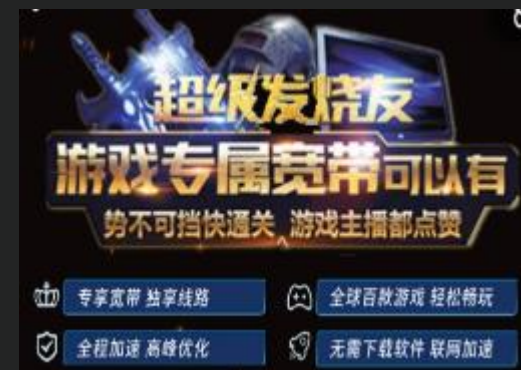 超级发烧友
游戏专属宽带可以有
势不可挡快通关 游戏主播都点赞
专享宽带 独享线路
全球百款游戏 轻松畅玩
全程加速 高峰优化
无需下载软件 联网加速